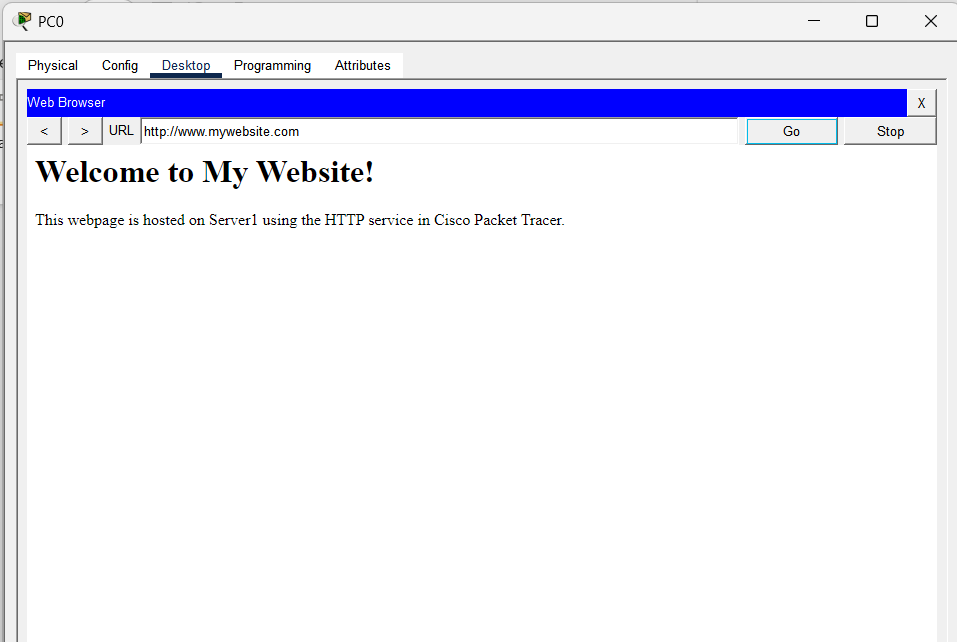 PC0
Physical Config Desktop Programming Attributes
Web Browser X
< > URL http://www.mywebsite.com Go Stop
Welcome to My Website!
This webpage is hosted on Server1 using the HTTP service in Cisco Packet Tracer.